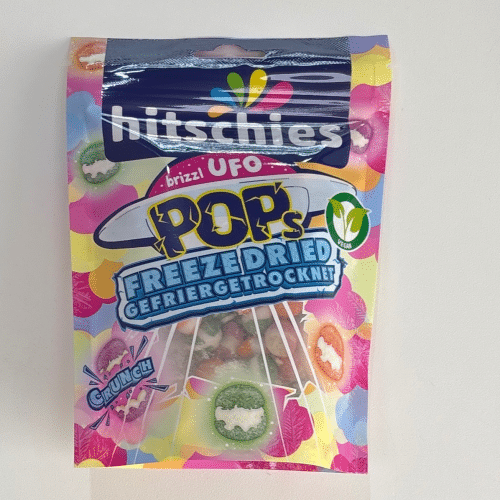 hitschies
brizzl UFO
POPs
FREEZE DRIED
GEFRIERGETROCKNET
VEGAN
CRUNCH